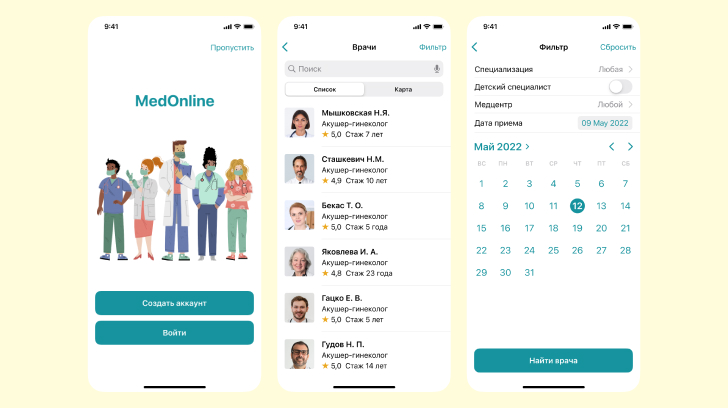 9:41
Пропустить
MedOnline
Создать аккаунт
Войти
9:41
Врачи
Фильтр
Поиск
Список Карта
Мышковская Н.Я.
Акушер-гинеколог
5,0 Стаж 7 лет
Сташкевич Н.М.
Акушер-гинеколог
4,9 Стаж 10 лет
Бекас Т. О.
Акушер-гинеколог
5,0 Стаж 5 года
Яковлева И. А.
Акушер-гинеколог
4,8 Стаж 23 года
Гацко Е. В.
Акушер-гинеколог
5,0 Стаж 5 лет
Гудов Н. П.
Акушер-гинеколог
5,0 Стаж 14 лет
9:41
Фильтр
Сбросить
Специализация Любая
Детский специалист
Медцентр Любой
Дата приема 09 May 2022
Май 2022
ВС ПН ВТ СР ЧТ ПТ СБ
1 2 3 4 5 6 7
8 9 10 11 12 13 14
15 16 17 18 19 20 21
22 23 24 25 26 27 28
29 30 31
Найти врача